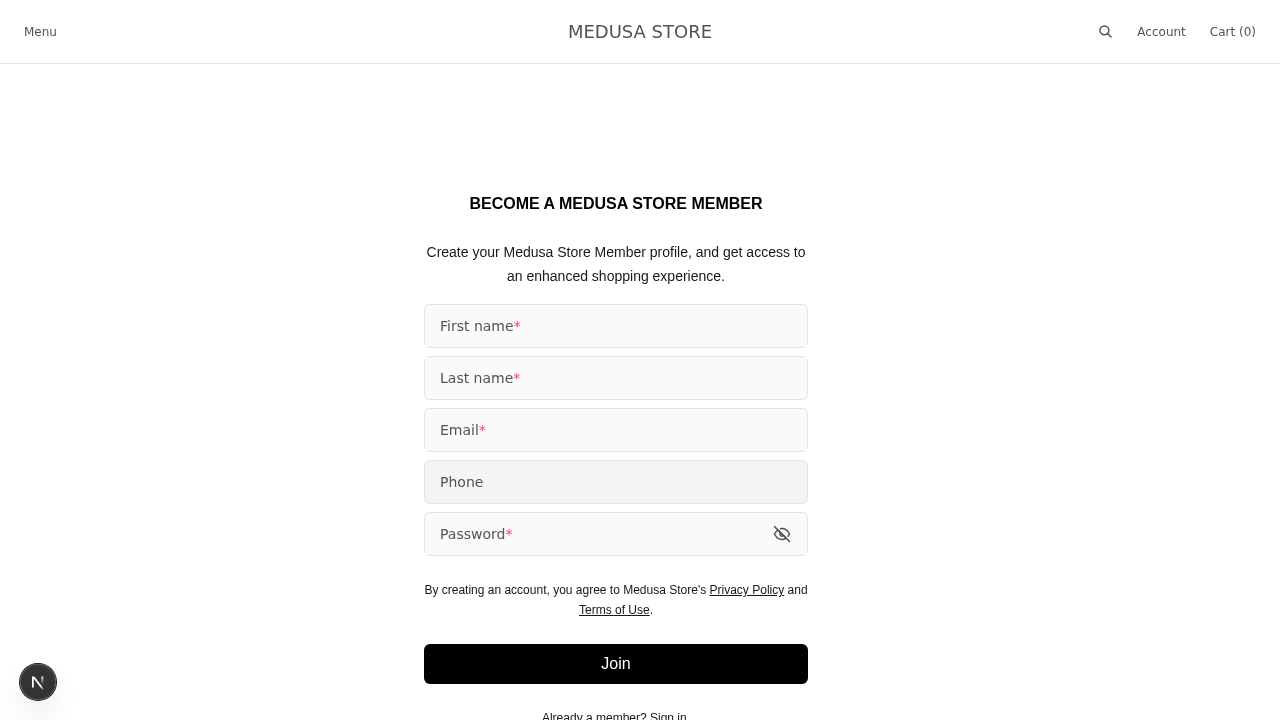 Menu
MEDUSA STORE
Account
Cart (0)
BECOME A MEDUSA STORE MEMBER
Create your Medusa Store Member profile, and get access to
an enhanced shopping experience.
First name*
Last name*
Email*
Phone
Password*
By creating an account, you agree to Medusa Store's Privacy Policy and
Terms of Use.
Join
Already a member? Sign in.